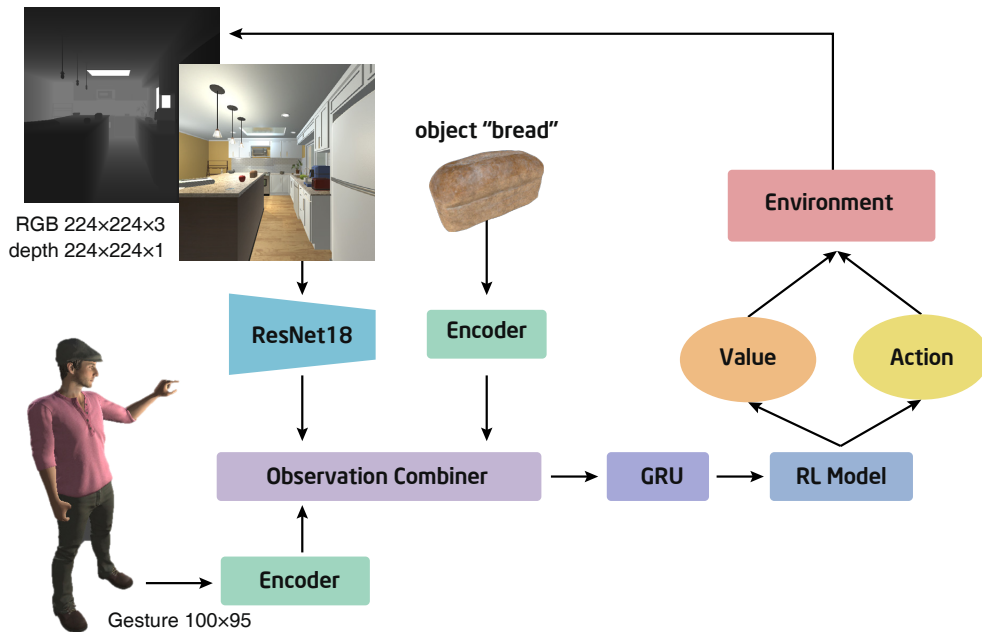 object “bread”
RGB 224×224×3
depth 224×224×1
Environment
ResNet18
Encoder
Value
Action
Observation Combiner
GRU
RL Model
Encoder
Gesture 100×95